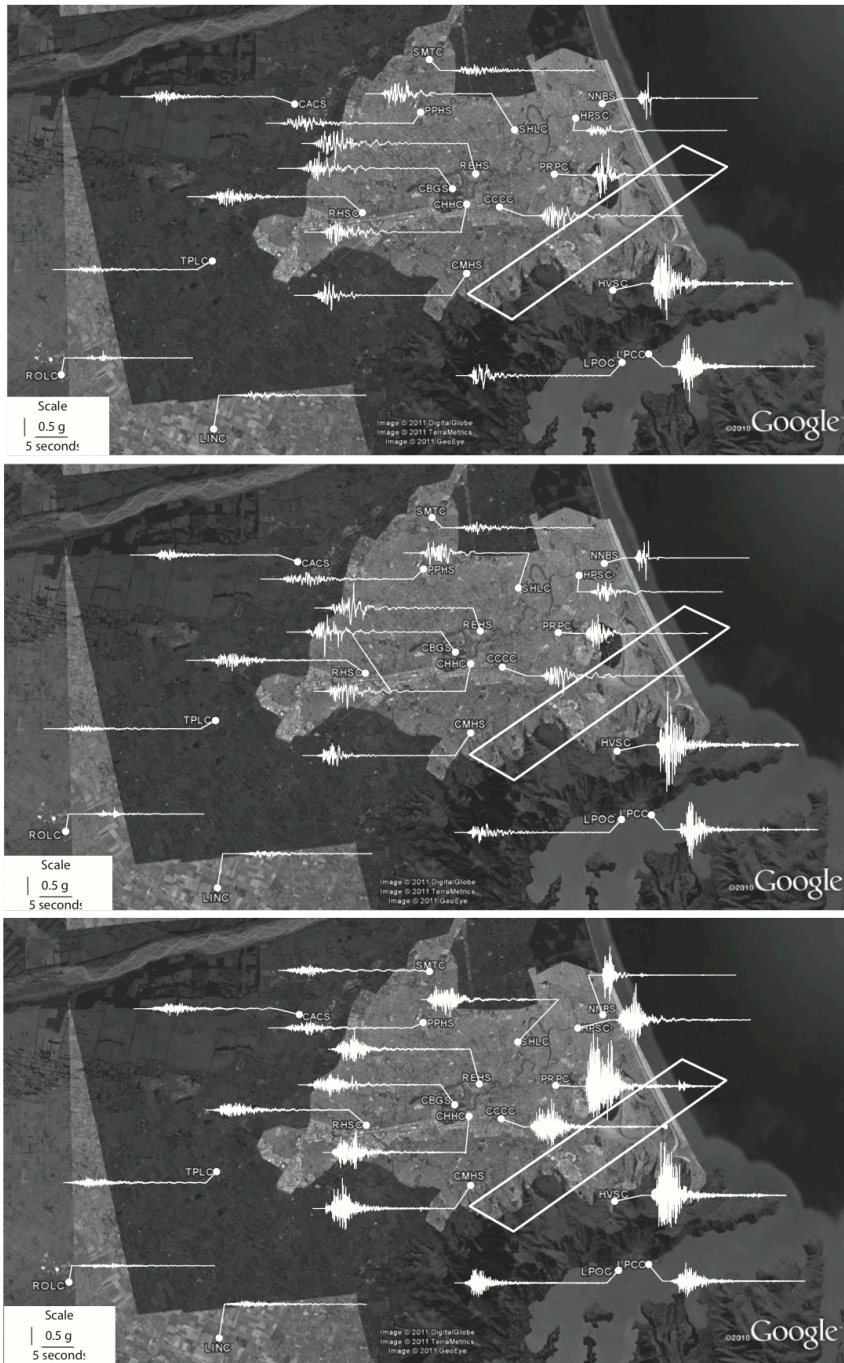 SMTC
CACS
NNBS
PPHS
HPSC
SHLC
REHS
PRPC
CBGS
CHHC
CCCC
RHSC
TPLC
CMHS
HVSC
LPOC
LPCC
ROLC
LINC
Scale
0.5 g
5 seconds
Image © 2011 DigitalGlobe
Image © 2011 TerraMetrics
Image © 2011 GeoEye
©2010 Google
SMTC
NNBS
CACS
PPHS
HPSC
SHLC
REHS
PRPC
CBGS
CHHC
CCCC
RHSC
TPLC
CMHS
HVSC
LPOC
LPCC
ROLC
LINC
Scale
0.5 g
5 seconds
Image © 2011 DigitalGlobe
Image © 2011 TerraMetrics
Image © 2011 GeoEye
©2010 Google
SMTC
NNBS
CACS
PPHS
HPSC
SHLC
REHS
PRPC
CBGS
CHHC
CCCC
RHSC
TPLC
CMHS
HVSC
LPOC
LPCC
ROLC
LINC
Scale
0.5 g
5 seconds
Image © 2011 DigitalGlobe
Image © 2011 TerraMetrics
Image © 2011 GeoEye
©2010 Google